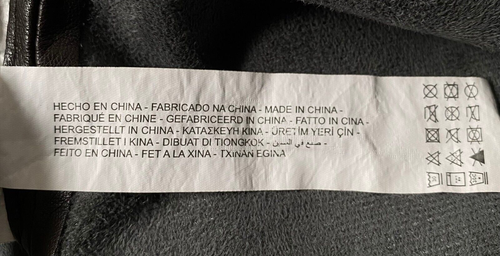 HECHO EN CHINA - FABRICADO NA CHINA - MADE IN CHINA -
FABRIQUÉ EN CHINE - GEFABRICEERD IN CHINA - FATTO IN CINA -
HERGESTELLT IN CHINA - ΚΑΤΑΣΚΕΥΗ ΚΙΝΑ - ÜRETİM YERİ ÇİN -
FREMSTILLET I KINA - DIBUAT DI TIONGKOK - صنع في الصين -
FEITO EN CHINA - FET A LA XINA - TXINAN EGINA